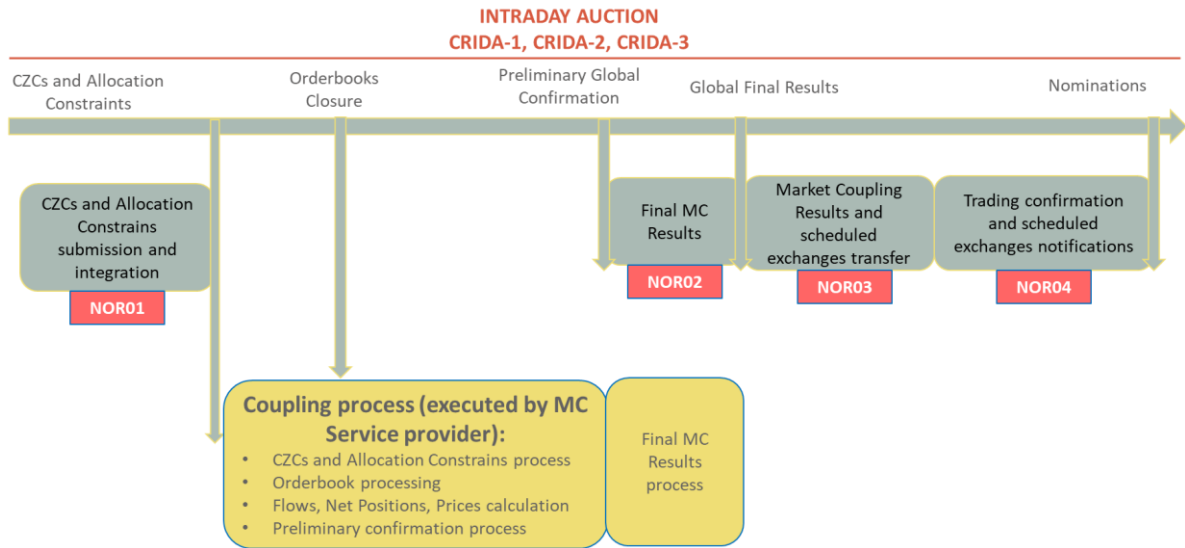 INTRADAY AUCTION
CRIDA-1, CRIDA-2, CRIDA-3
CZCs and Allocation
Constraints
Orderbooks
Closure
Preliminary Global
Confirmation
Global Final Results
Nominations
CZCs and Allocation
Constrains
submission and
integration
NOR01
Final MC
Results
NOR02
Market Coupling
Results and
scheduled
exchanges transfer
NOR03
Trading confirmation
and scheduled
exchanges notifications
NOR04
Coupling process (executed by MC
Service provider):
• CZCs and Allocation Constrains process
• Orderbook processing
• Flows, Net Positions, Prices calculation
• Preliminary confirmation process
Final MC
Results
process